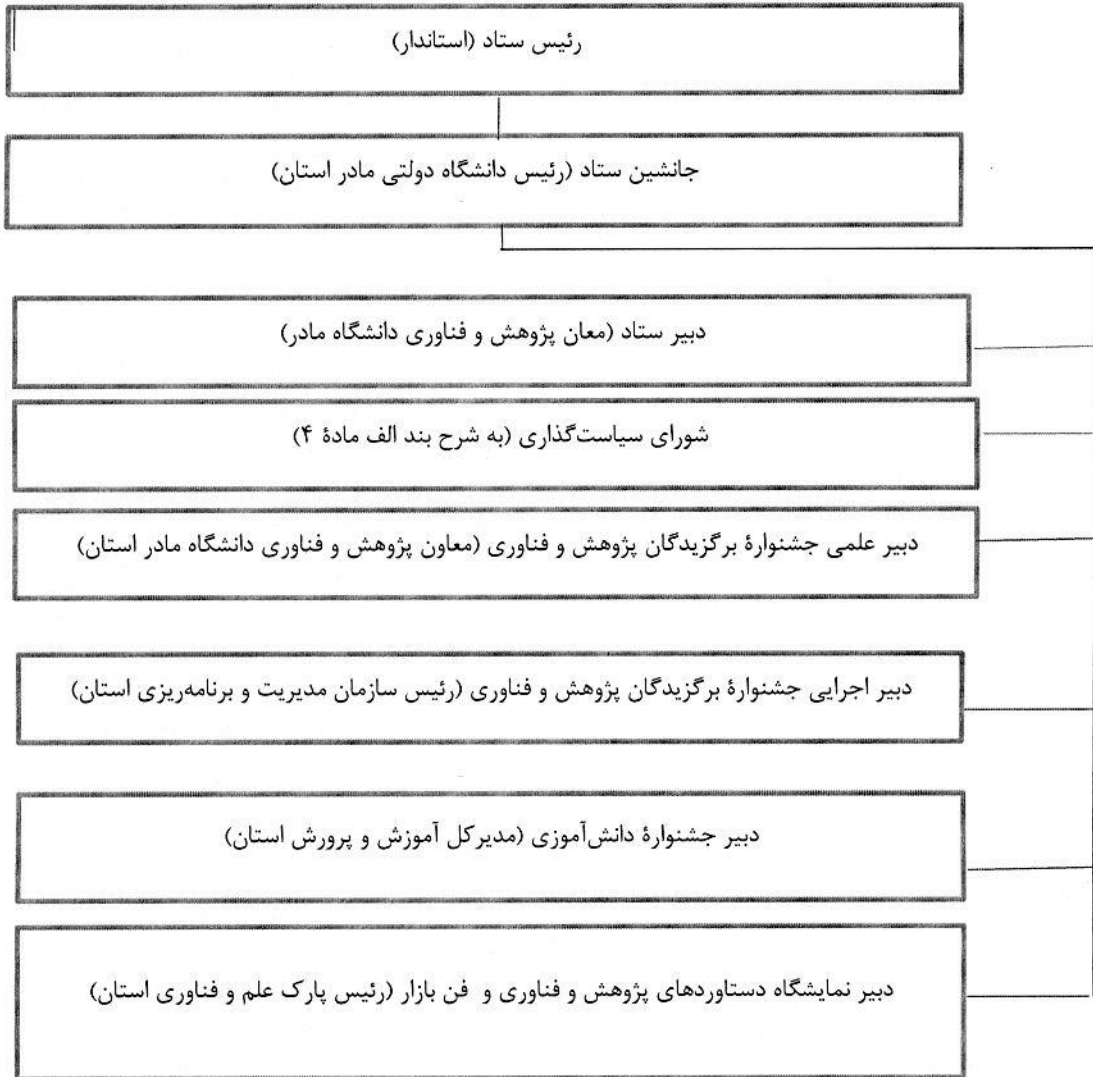 رئیس ستاد (استاندار)
جانشین ستاد (رئیس دانشگاه دولتی مادر استان)
دبیر ستاد (معان پژوهش و فناوری دانشگاه مادر)
شورای سیاست‌گذاری (به شرح بند الف مادهٔ ۴)
دبیر علمی جشنوارهٔ برگزیدگان پژوهش و فناوری (معاون پژوهش و فناوری دانشگاه مادر استان)
دبیر اجرایی جشنوارهٔ برگزیدگان پژوهش و فناوری (رئیس سازمان مدیریت و برنامه‌ریزی استان)
دبیر جشنوارهٔ دانش‌آموزی (مدیرکل آموزش و پرورش استان)
دبیر نمایشگاه دستاوردهای پژوهش و فناوری و فن بازار (رئیس پارک علم و فناوری استان)